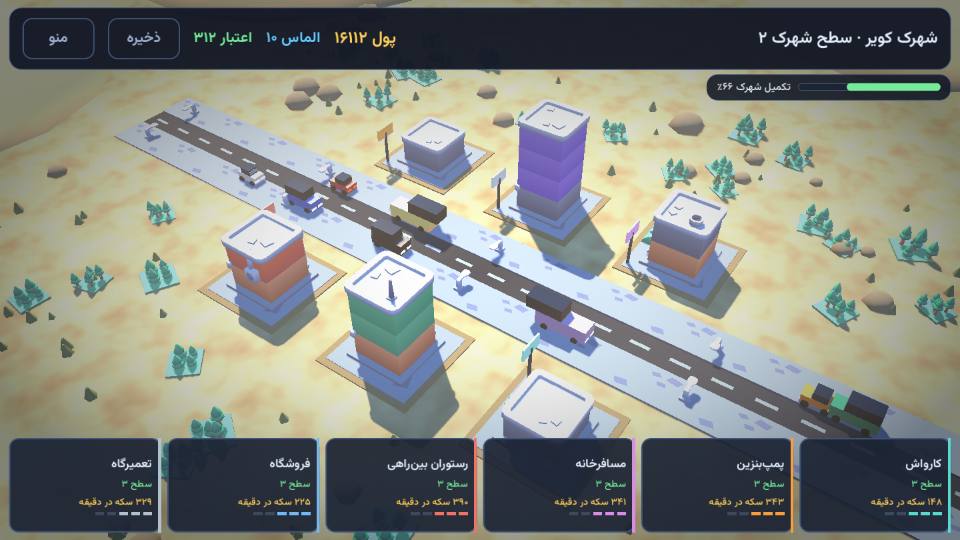 شهرک کویر · سطح شهرک ۲
پول ۱۶۱۱۲
الماس ۱۰
اعتبار ۳۱۲
ذخیره
منو
تکمیل شهرک ۶۶٪
کارواش
سطح ۳
۱۴۸ سکه در دقیقه
پمپ‌بنزین
سطح ۳
۳۴۳ سکه در دقیقه
مسافرخانه
سطح ۳
۳۴۱ سکه در دقیقه
رستوران بین‌راهی
سطح ۳
۳۹۰ سکه در دقیقه
فروشگاه
سطح ۳
۲۲۵ سکه در دقیقه
تعمیرگاه
سطح ۳
۳۲۹ سکه در دقیقه